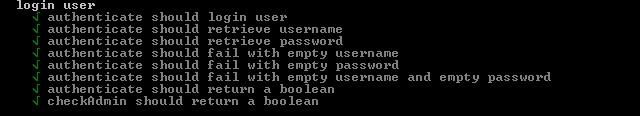 login user
√ authenticate should login user
√ authenticate should retrieve username
√ authenticate should retrieve password
√ authenticate should fail with empty username
√ authenticate should fail with empty password
√ authenticate should fail with empty username and empty password
√ authenticate should return a boolean
√ checkAdmin should return a boolean